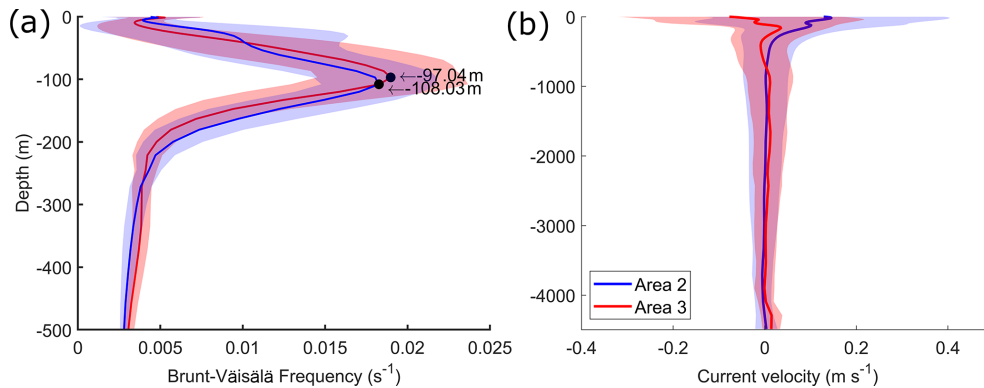 (a)
0
-100
-200
-300
-400
-500
Depth (m)
←-97.04m
←-108.03m
0
0.005
0.01
0.015
0.02
0.025
Brunt-Väisälä Frequency (s⁻¹)
(b)
0
-1000
-2000
-3000
-4000
Area 2
Area 3
-0.4
-0.2
0
0.2
0.4
Current velocity (m s⁻¹)